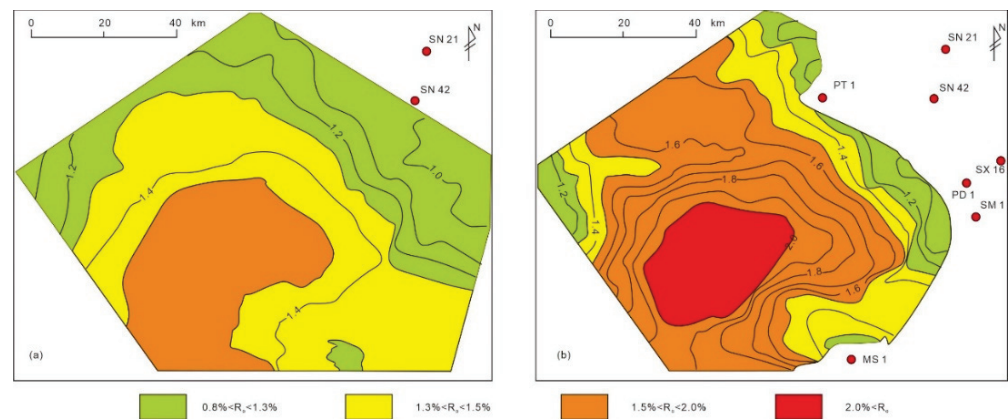 0 20 40 km
N
SN 21
SN 42
1.2
1.2
1.0
1.4
1.4
(a)
0 20 40 km
N
SN 21
PT 1
SN 42
1.4
1.6
SX 16
1.6
1.2
1.8
PD 1
1.2
1.4
SM 1
2.0
1.8
1.6
(b)
MS 1
0.8%<Rₒ<1.3%
1.3%<Rₒ<1.5%
1.5%<Rₒ<2.0%
2.0%<Rₒ